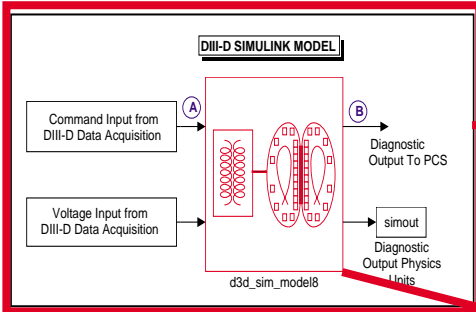 DIII-D SIMULINK MODEL
A
B
Command Input from
DIII-D Data Acquisition
Diagnostic
Output To PCS
Voltage Input from
DIII-D Data Acquisition
simout
Diagnostic
Output Physics
Units
d3d_sim_model8